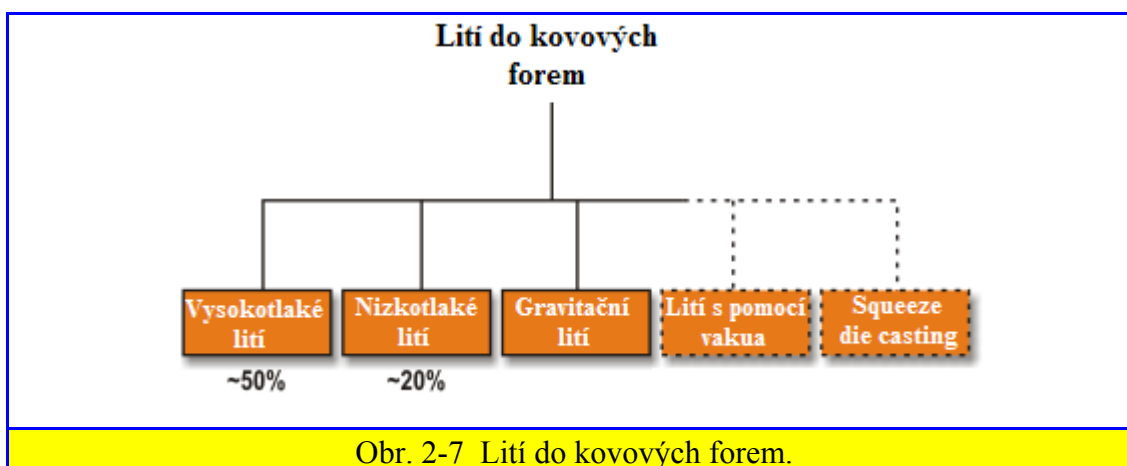 Lití do kovových
forem
Vysokotlaké
lití
Nizkotlaké
lití
Gravitační
lití
Lití s pomocí
vakua
Squeeze
die casting
~50%
~20%
Obr. 2-7 Lití do kovových forem.